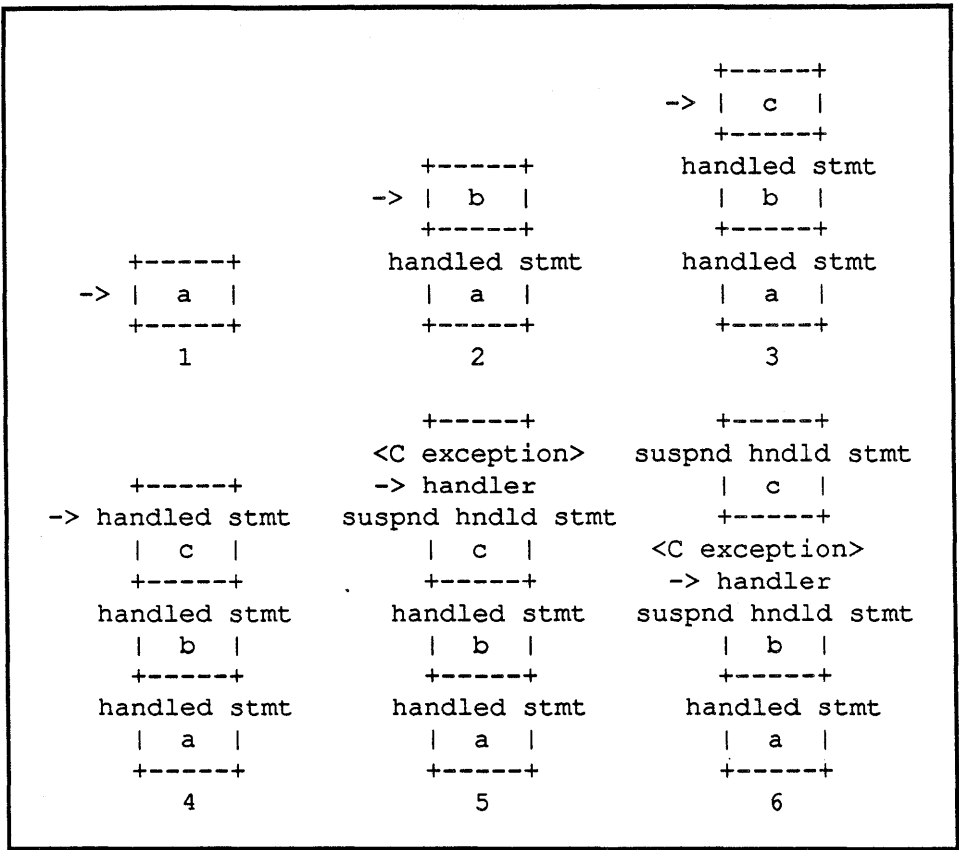 +-----+
-> | a |
+-----+
1
+-----+
-> | b |
+-----+
handled stmt
| a |
+-----+
2
+-----+
-> | c |
+-----+
handled stmt
| b |
+-----+
handled stmt
| a |
+-----+
3
+-----+
-> handled stmt
| c |
+-----+
handled stmt
| b |
+-----+
handled stmt
| a |
+-----+
4
+-----+
<C exception>
-> handler
suspnd hndld stmt
| c |
+-----+
handled stmt
| b |
+-----+
handled stmt
| a |
+-----+
5
+-----+
suspnd hndld stmt
| c |
+-----+
<C exception>
-> handler
suspnd hndld stmt
| b |
+-----+
handled stmt
| a |
+-----+
6